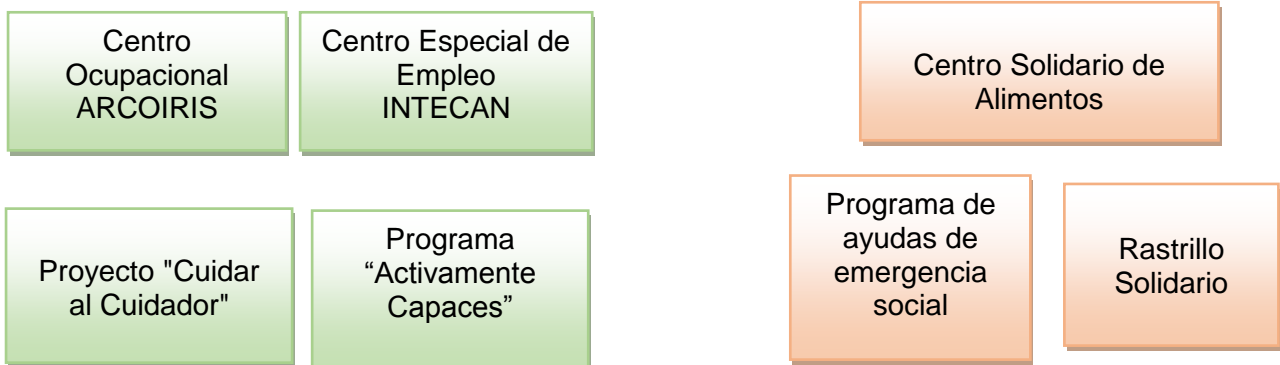 Centro
Ocupacional
ARCOIRIS
Centro Especial de
Empleo
INTECAN
Centro Solidario de
Alimentos
Proyecto "Cuidar
al Cuidador"
Programa
“Activamente
Capaces”
Programa de
ayudas de
emergencia
social
Rastrillo
Solidario